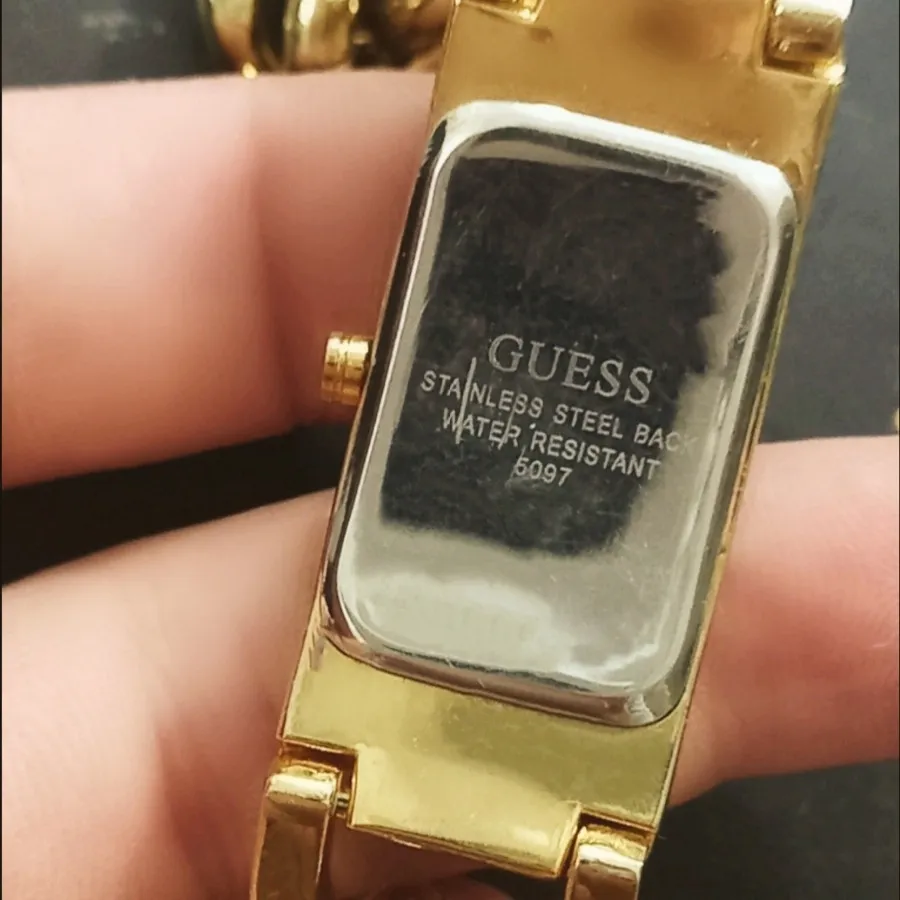 GUESS
STAINLESS STEEL BACK
WATER RESISTANT
5097